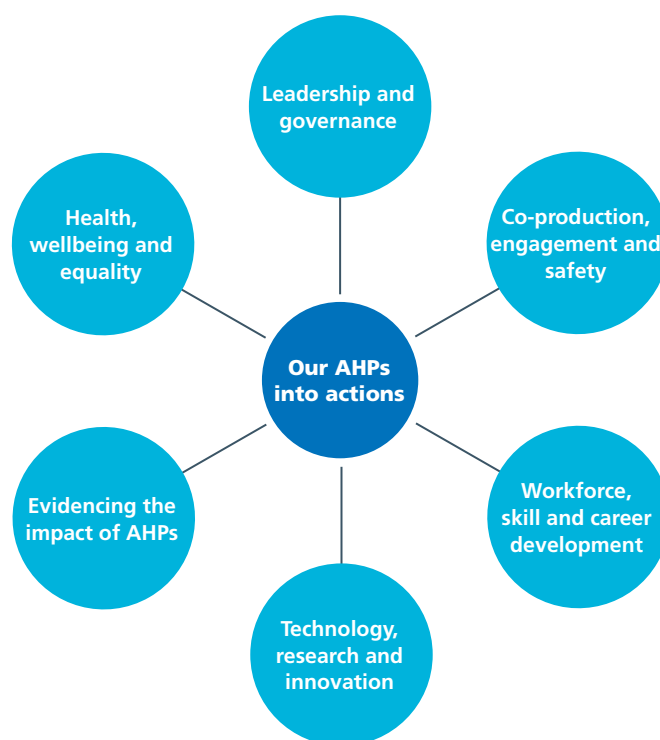 Leadership and
governance
Co-production,
engagement and
safety
Health,
wellbeing and
equality
Our AHPs
into actions
Workforce,
skill and career
development
Evidencing the
impact of AHPs
Technology,
research and
innovation